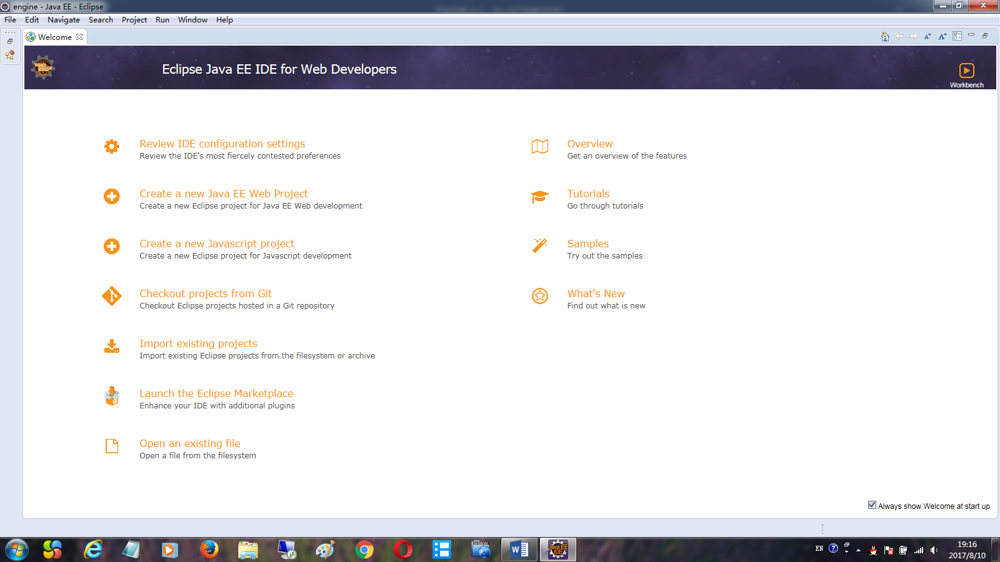 engine - Java EE - Eclipse
File Edit Navigate Search Project Run Window Help
Welcome
Eclipse Java EE IDE for Web Developers
Workbench
Review IDE configuration settings
Review the IDE's most fiercely contested preferences
Create a new Java EE Web Project
Create a new Eclipse project for Java EE Web development
Create a new Javascript project
Create a new Eclipse project for Javascript development
Checkout projects from Git
Checkout Eclipse projects hosted in a Git repository
Import existing projects
Import existing Eclipse projects from the filesystem or archive
Launch the Eclipse Marketplace
Enhance your IDE with additional plugins
Open an existing file
Open a file from the filesystem
Overview
Get an overview of the features
Tutorials
Go through tutorials
Samples
Try out the samples
What's New
Find out what is new
Always show Welcome at start up
Java EE
IDE
EN
19:16
2017/8/10